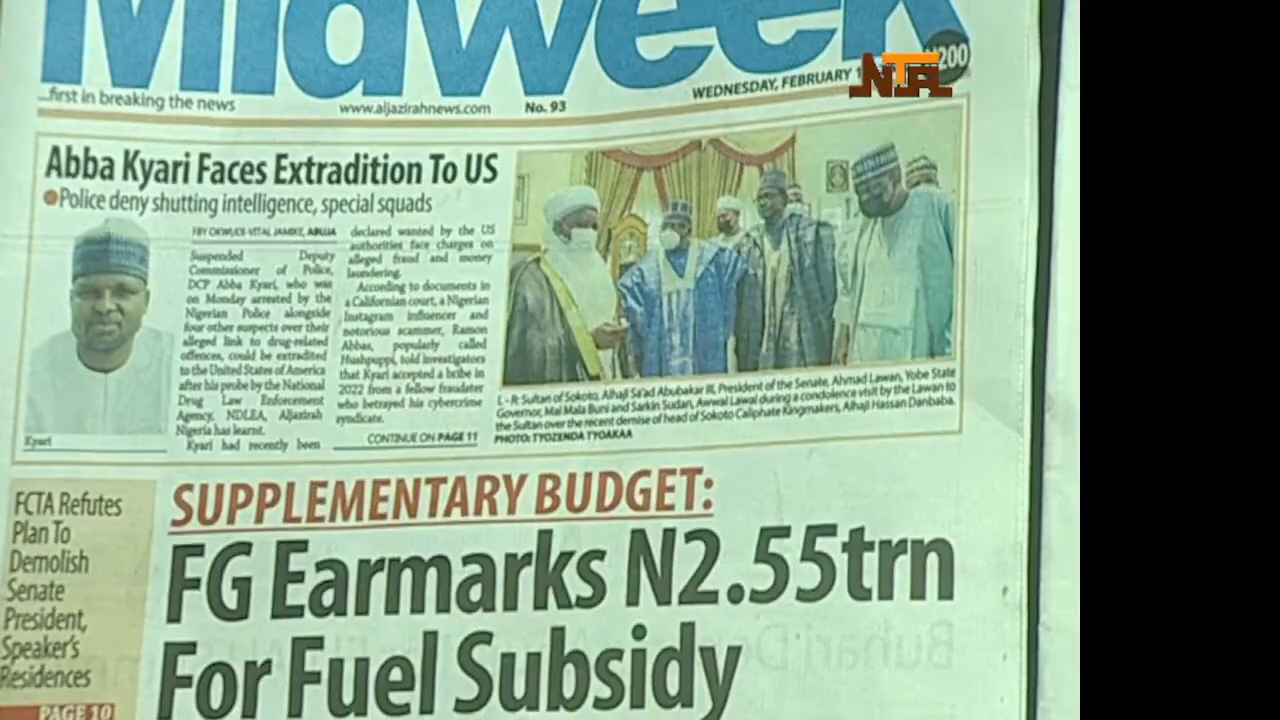 Midweek
NTFL
₦200
...first in breaking the news
www.aljazirahnews.com
No. 93
WEDNESDAY, FEBRUARY 1
Abba Kyari Faces Extradition To US
●Police deny shutting intelligence, special squads
BY OKWUCE VITAL JAMIKE, ABUJA
Suspended Deputy
Commissioner of Police,
DCP Abba Kyari, who was
on Monday arrested by the
Nigerian Police alongside
four other suspects over their
alleged link to drug-related
offences, could be extradited
to the United States of America
after his probe by the National
Drug Law Enforcement
Agency, NDLEA, Aljazirah
Nigeria has learnt.
Kyari had recently been
declared wanted by the US
authorities face charges on
alleged fraud and money
laundering.
According to documents in
a Californian court, a Nigerian
Instagram influencer and
notorious scammer, Ramon
Abbas, popularly called
Hushpuppi, told investigators
that Kyari accepted a bribe in
2022 from a fellow fraudster
who betrayed his cybercrime
syndicate.
CONTINUE ON PAGE 11
Kyari
L - R: Sultan of Sokoto, Alhaji Sa'ad Abubakar III, President of the Senate, Ahmad Lawan, Yobe State
Governor, Mai Mala Buni and Sarkin Sudan, Awwal Lawal during a condolence visit by the Lawan to
the Sultan over the recent demise of head of Sokoto Caliphate Kingmakers, Alhaji Hassan Danbaba.
PHOTO: TYOZENDA TYOAKAA
FCTA Refutes
Plan To
Demolish
Senate
President,
Speaker's
Residences
PAGE 10
SUPPLEMENTARY BUDGET:
FG Earmarks N2.55trn
For Fuel Subsidy